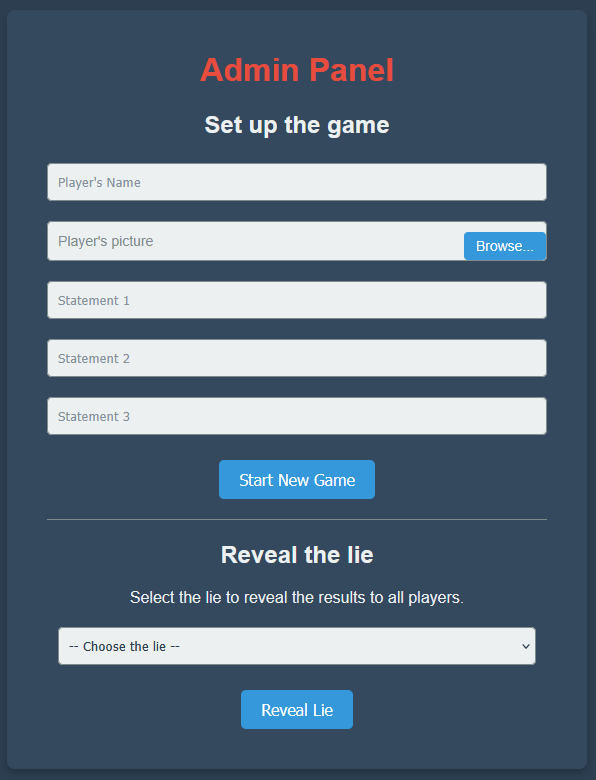 Admin Panel
Set up the game
Player's Name
Player's picture
Browse...
Statement 1
Statement 2
Statement 3
Start New Game
Reveal the lie
Select the lie to reveal the results to all players.
-- Choose the lie --
Reveal Lie